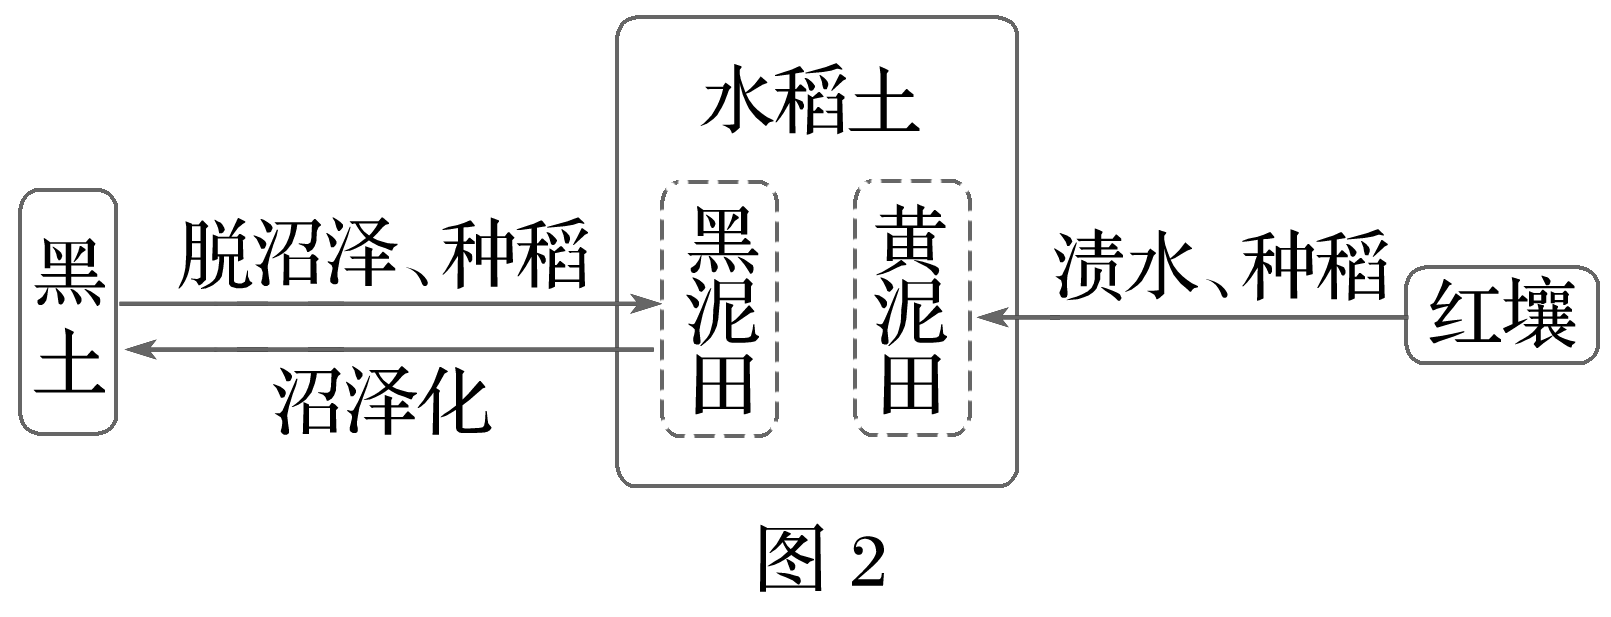 水稻土
黑土
脱沼泽、种稻
沼泽化
黑泥田
黄泥田
渍水、种稻
红壤
图 2